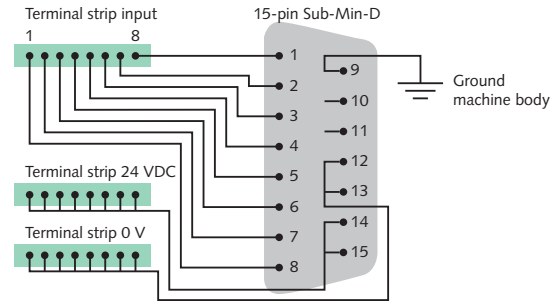 Terminal strip input
1 8
15-pin Sub-Min-D
1
2
3
4
5
6
7
8
9
10
11
12
13
14
15
Ground
machine body
Terminal strip 24 VDC
Terminal strip 0 V